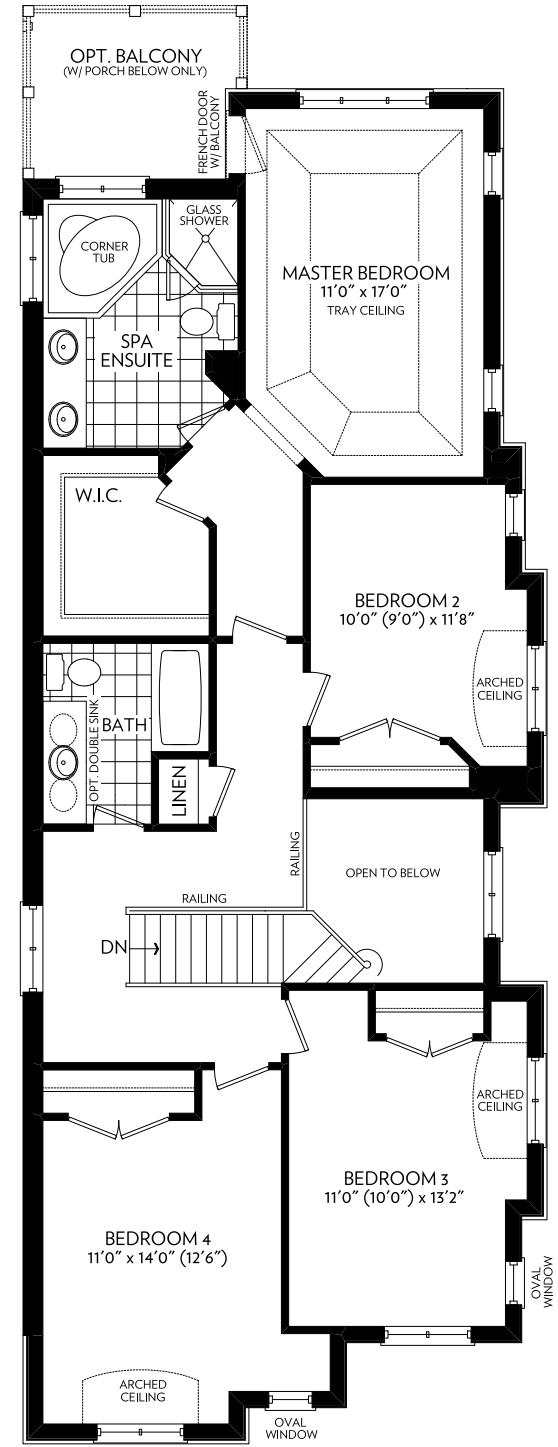 OPT. BALCONY
(W/ PORCH BELOW ONLY)
FRENCH DOOR
W/ BALCONY
GLASS
SHOWER
CORNER
TUB
MASTER BEDROOM
11'0" x 17'0"
TRAY CEILING
SPA
ENSUITE
W.I.C.
BEDROOM 2
10'0" (9'0") x 11'8"
ARCHED
CEILING
OPT. DOUBLE SINK
BATH
LINEN
RAILING
OPEN TO BELOW
RAILING
DN
ARCHED
CEILING
BEDROOM 3
11'0" (10'0") x 13'2"
BEDROOM 4
11'0" x 14'0" (12'6")
OVAL
WINDOW
ARCHED
CEILING
OVAL
WINDOW